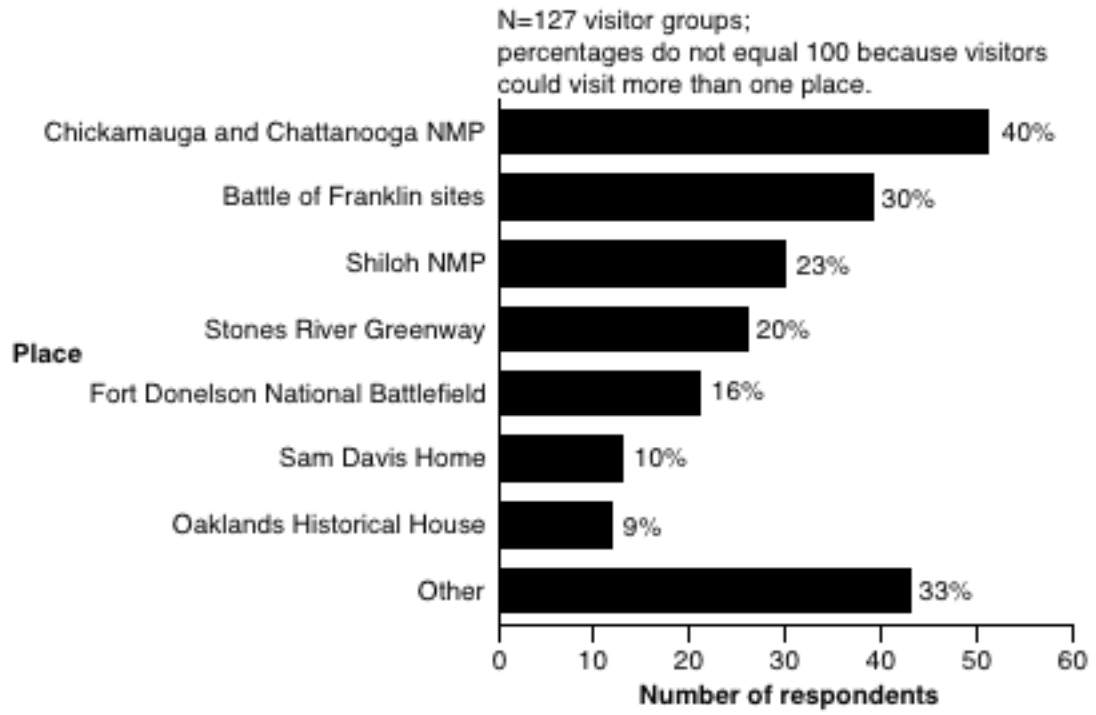 N=127 visitor groups;
percentages do not equal 100 because visitors
could visit more than one place.
Chickamauga and Chattanooga NMP 40%
Battle of Franklin sites 30%
Shiloh NMP 23%
Stones River Greenway 20%
Place
Fort Donelson National Battlefield 16%
Sam Davis Home 10%
Oaklands Historical House 9%
Other 33%
0 10 20 30 40 50 60
Number of respondents